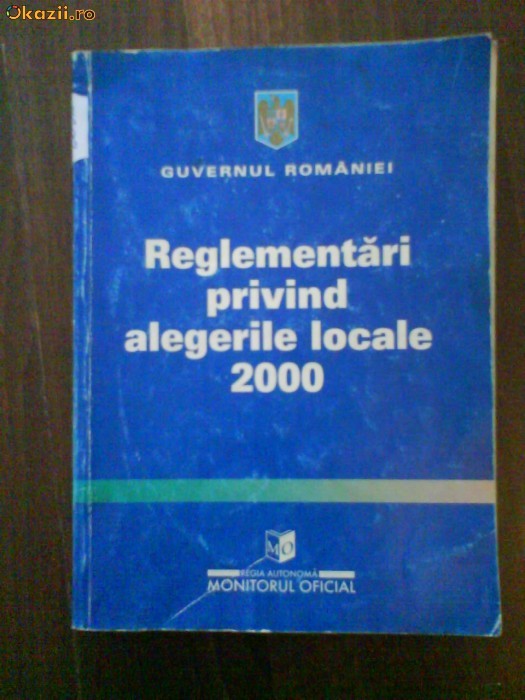 Okazii.ro
GUVERNUL ROMÂNIEI
Reglementări
privind
alegerile locale
2000
MO
REGIA AUTONOMĂ
MONITORUL OFICIAL